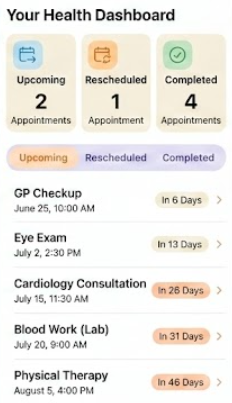 Your Health Dashboard
Upcoming Rescheduled Completed
2 1 4
Appointments Appointment Appointments
Upcoming Rescheduled Completed
GP Checkup
June 25, 10:00 AM
In 6 Days
Eye Exam
July 2, 2:30 PM
In 13 Days
Cardiology Consultation
July 15, 11:30 AM
In 26 Days
Blood Work (Lab)
July 20, 9:00 AM
In 31 Days
Physical Therapy
August 5, 4:00 PM
In 46 Days